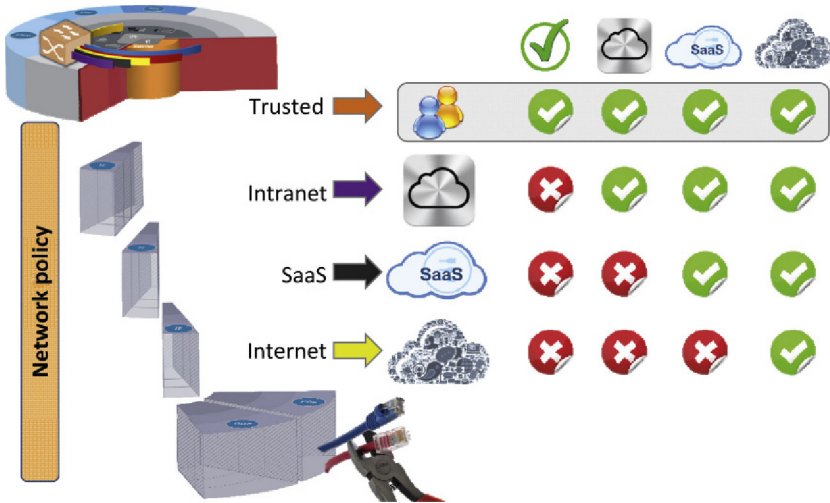 SaaS
Trusted
Intranet
SaaS
SaaS
Internet
Network policy